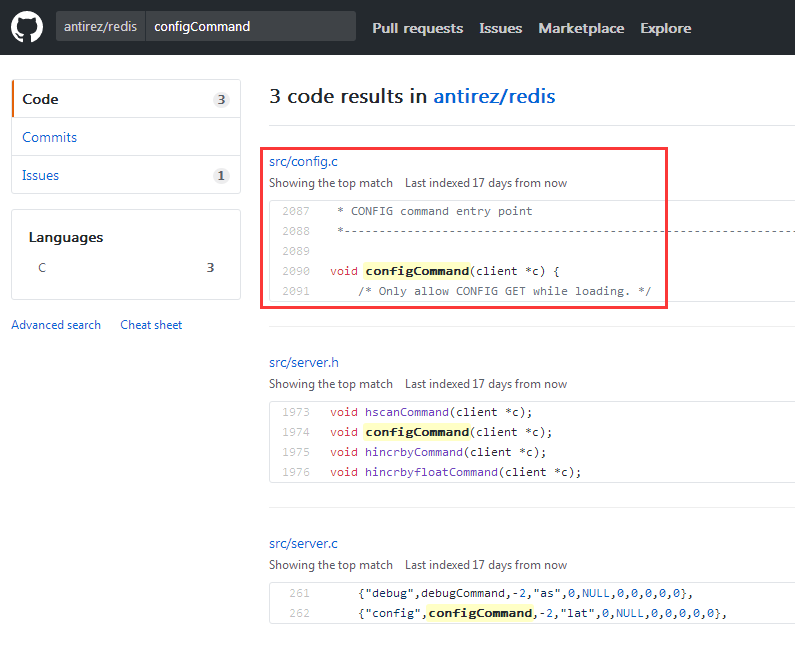 antirez/redis configCommand Pull requests Issues Marketplace Explore
Code 3
Commits
Issues 1
Languages
C 3
Advanced search Cheat sheet
3 code results in antirez/redis
src/config.c
Showing the top match Last indexed 17 days from now
2087 * CONFIG command entry point
2088 *----------------------------------------------------------------------------
2089
2090 void configCommand(client *c) {
2091 /* Only allow CONFIG GET while loading. */
src/server.h
Showing the top match Last indexed 17 days from now
1973 void hscanCommand(client *c);
1974 void configCommand(client *c);
1975 void hincrbyCommand(client *c);
1976 void hincrbyfloatCommand(client *c);
src/server.c
Showing the top match Last indexed 17 days from now
261 {"debug",debugCommand,-2,"as",0,NULL,0,0,0,0,0},
262 {"config",configCommand,-2,"lat",0,NULL,0,0,0,0,0},